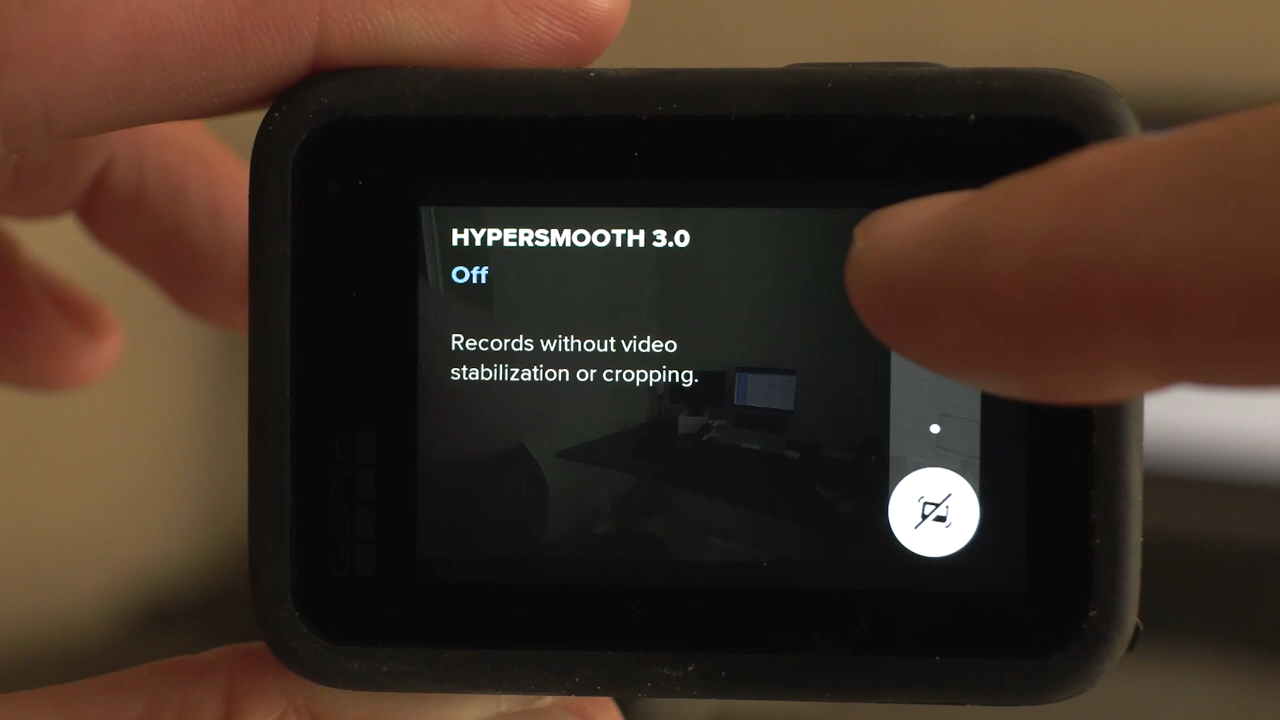 HYPERSMOOTH 3.0
Off
Records without video
stabilization or cropping.